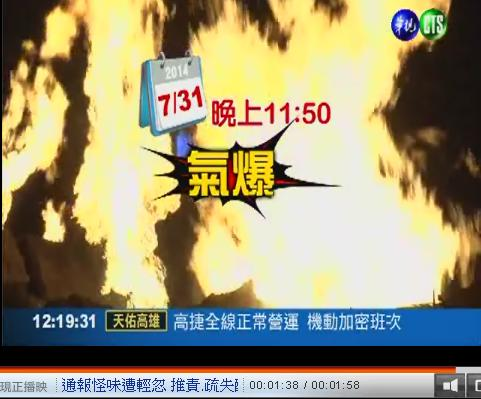 華視 CTS
2014
7/31
晚上11:50
氣爆
12:19:31 天佑高雄 高捷全線正常營運 機動加密班次
現正播映 通報怪味遭輕忽 推責.疏失 00:01:38 / 00:01:58